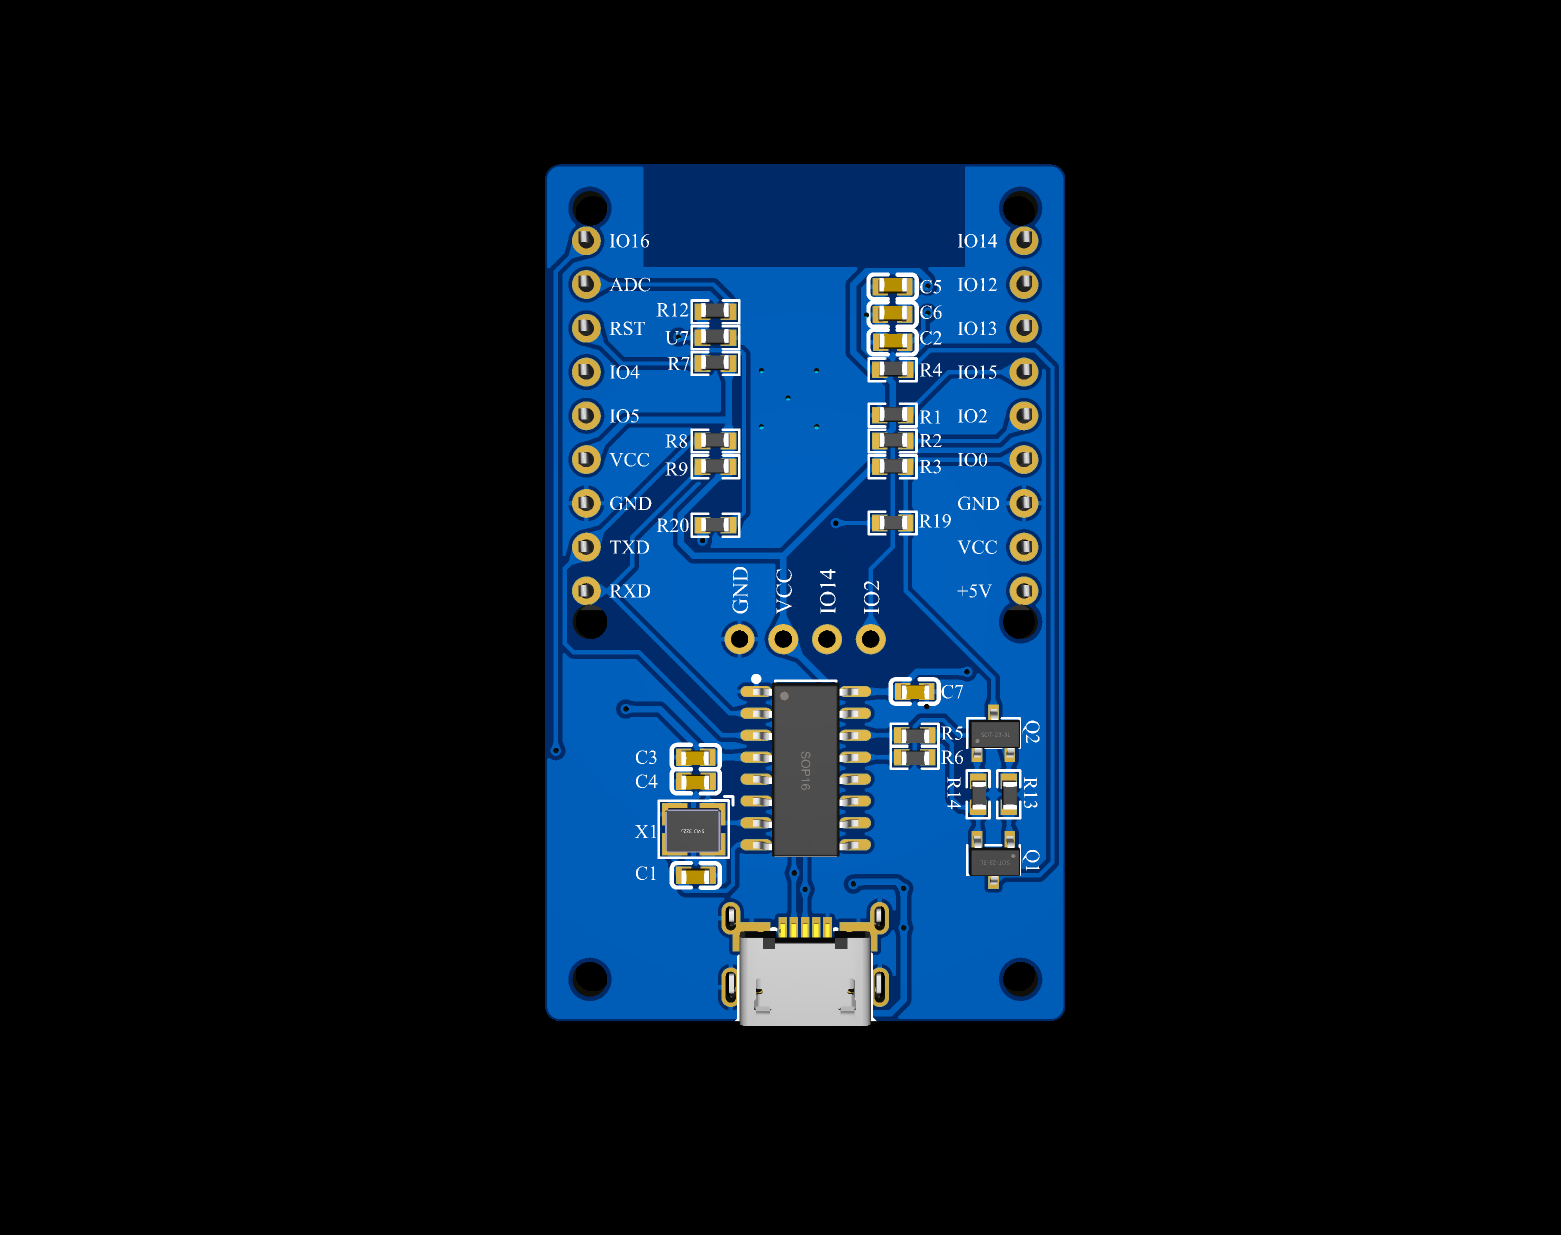 IO16
IO14
ADC
C5
IO12
R12
C6
RST
U7
C2
IO13
R7
IO4
R4
IO15
IO5
R1
IO2
R8
R2
VCC
R9
R3
IO0
GND
GND
R20
R19
TXD
VCC
RXD
GND
VCC
IO14
IO2
+5V
C7
R5
Q2
C3
R6
SOP16
C4
R14
R13
X1
C1
Q1